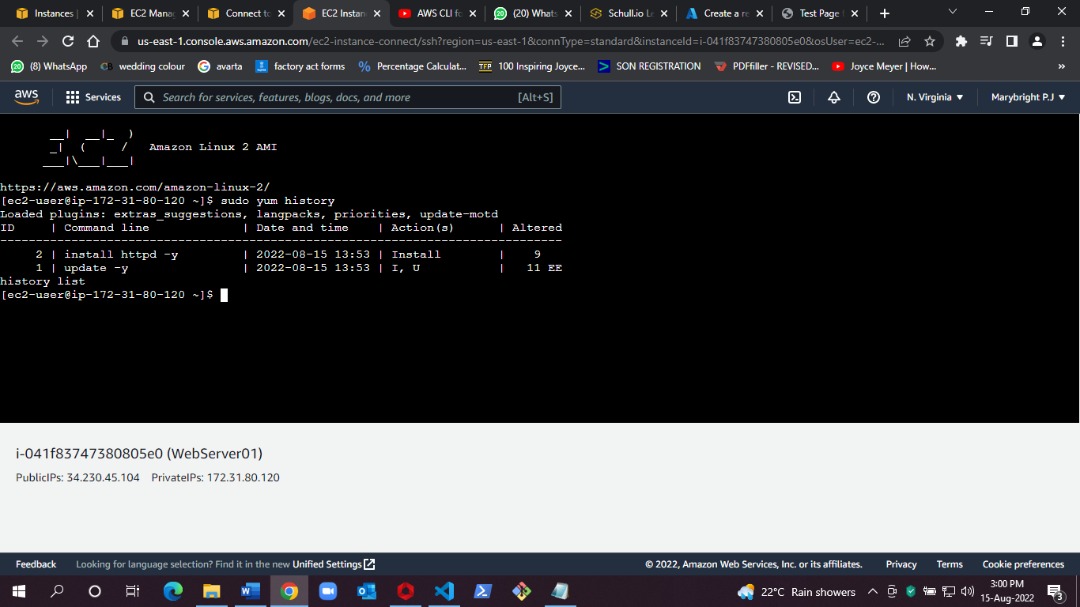 Instances |
EC2 Mana
Connect to
EC2 Instan
AWS CLI fo
(20) Whats
Schull.io L
Create a re
Test Page
us-east-1.console.aws.amazon.com/ec2-instance-connect/ssh?region=us-east-1&connType=standard&instanceId=i-041f83747380805e0&osUser=ec2-...
(8) WhatsApp
wedding colour
avarta
factory act forms
Percentage Calculat...
100 Inspiring Joyce...
SON REGISTRATION
PDFfiller - REVISED...
Joyce Meyer | How...
»
aws
Services
Search for services, features, blogs, docs, and more
[Alt+S]
N. Virginia ▼
Marybright P.J ▼
__| __|_ )
_| ( / Amazon Linux 2 AMI
___|\___|___|
https://aws.amazon.com/amazon-linux-2/
[ec2-user@ip-172-31-80-120 ~]$ sudo yum history
Loaded plugins: extras_suggestions, langpacks, priorities, update-motd
ID | Command line | Date and time | Action(s) | Altered
-------------------------------------------------------------------------------
2 | install httpd -y | 2022-08-15 13:53 | Install | 9
1 | update -y | 2022-08-15 13:53 | I, U | 11 EE
history list
[ec2-user@ip-172-31-80-120 ~]$
i-041f83747380805e0 (WebServer01)
PublicIPs: 34.230.45.104 PrivateIPs: 172.31.80.120
Feedback
Looking for language selection? Find it in the new Unified Settings
© 2022, Amazon Web Services, Inc. or its affiliates.
Privacy
Terms
Cookie preferences
22°C Rain showers
3:00 PM
15-Aug-2022
3